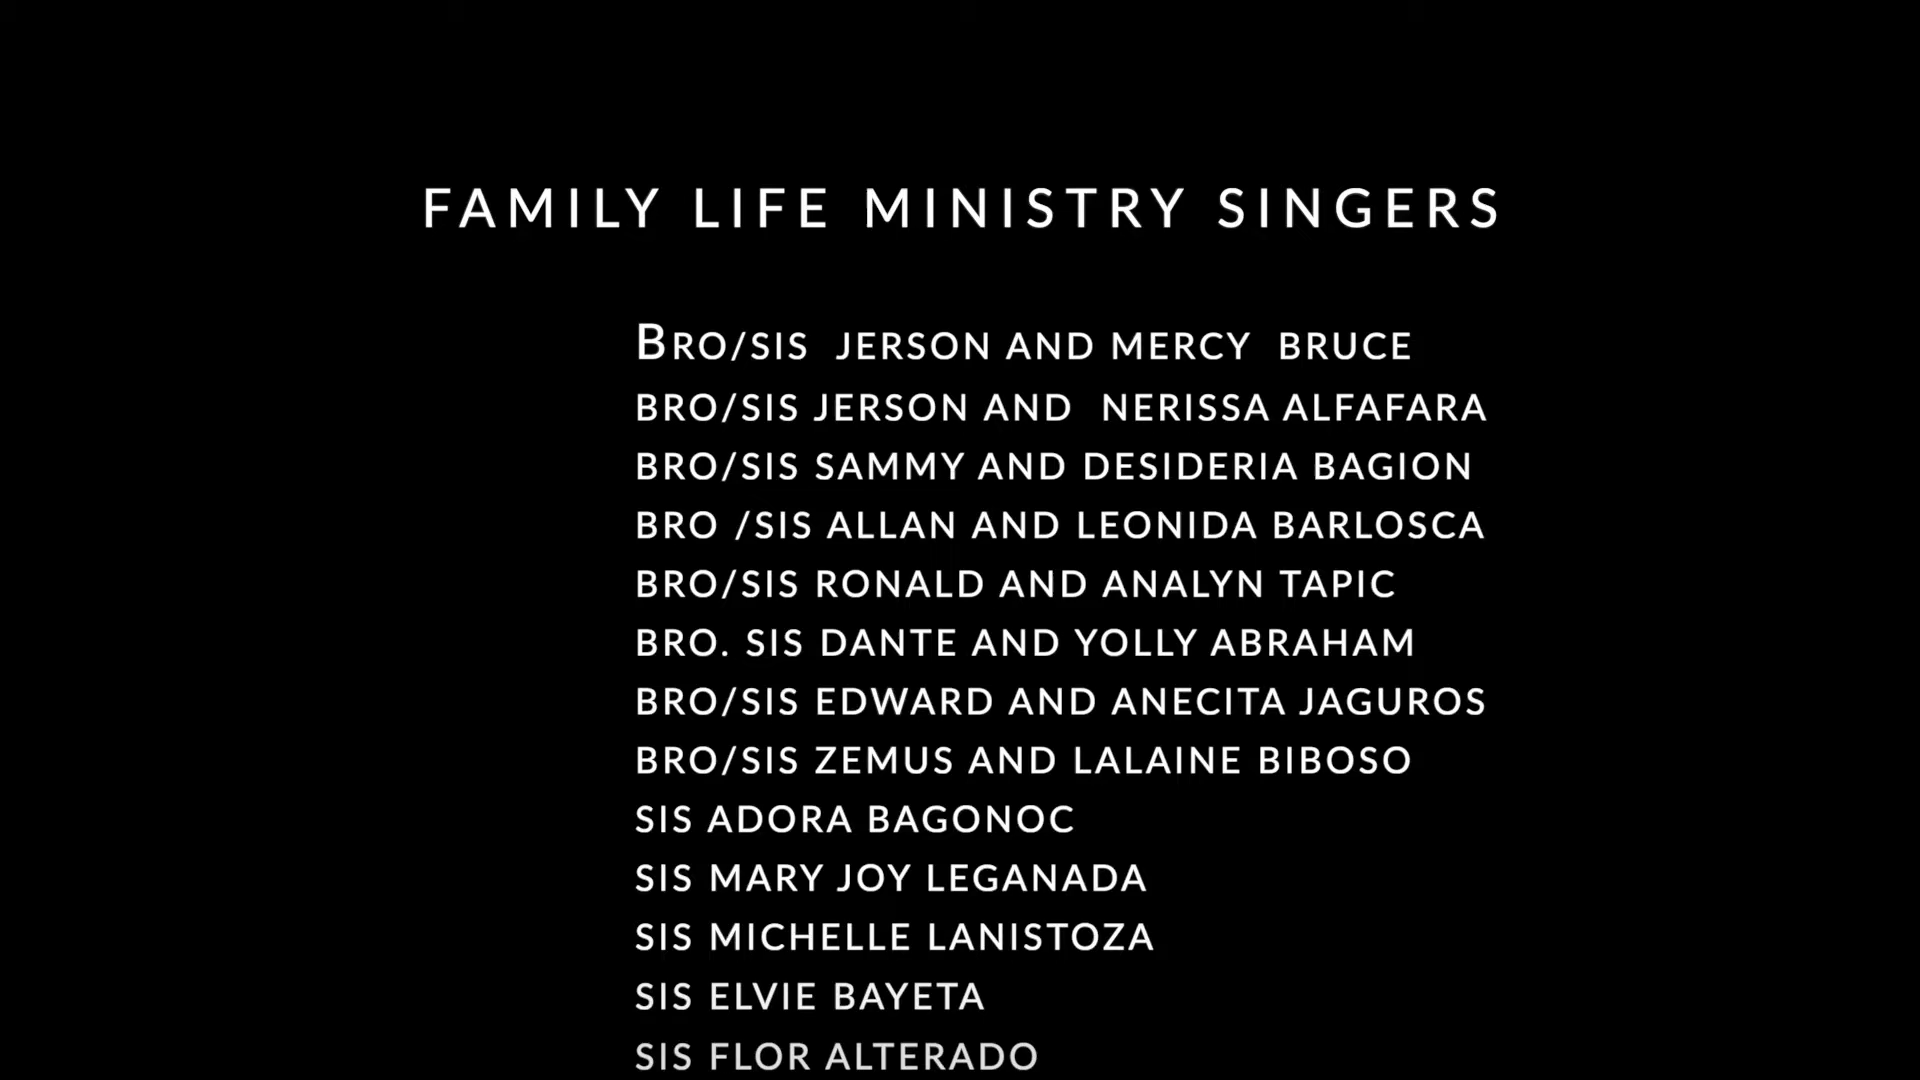 FAMILY LIFE MINISTRY SINGERS
BRO/SIS JERSON AND MERCY BRUCE
BRO/SIS JERSON AND NERISSA ALFAFARA
BRO/SIS SAMMY AND DESIDERIA BAGION
BRO /SIS ALLAN AND LEONIDA BARLOSCA
BRO/SIS RONALD AND ANALYN TAPIC
BRO. SIS DANTE AND YOLLY ABRAHAM
BRO/SIS EDWARD AND ANECITA JAGUROS
BRO/SIS ZEMUS AND LALAINE BIBOSO
SIS ADORA BAGONOC
SIS MARY JOY LEGANADA
SIS MICHELLE LANISTOZA
SIS ELVIE BAYETA
SIS FLOR ALTERADO